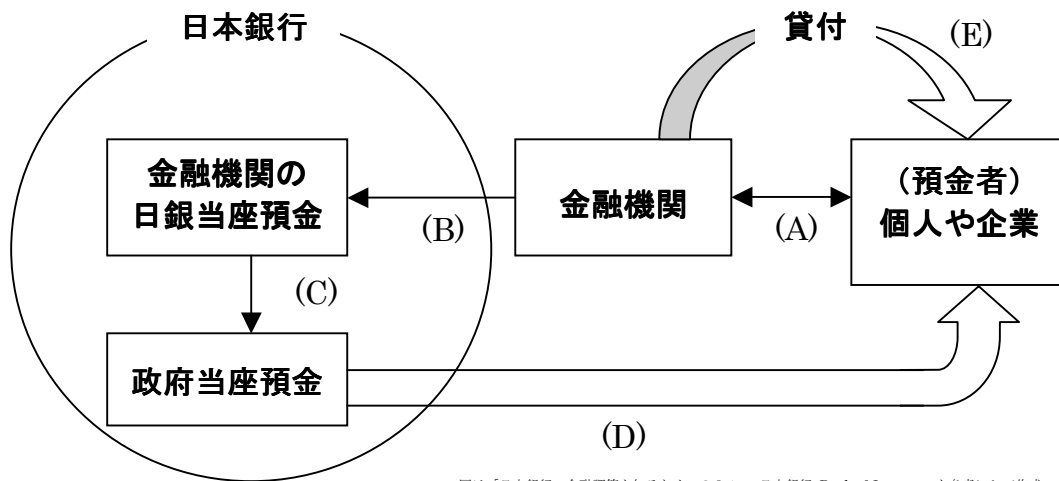 日本銀行
貸付
(E)
金融機関の
日銀当座預金
(B)
金融機関
(A)
（預金者）
個人や企業
(C)
政府当座預金
(D)